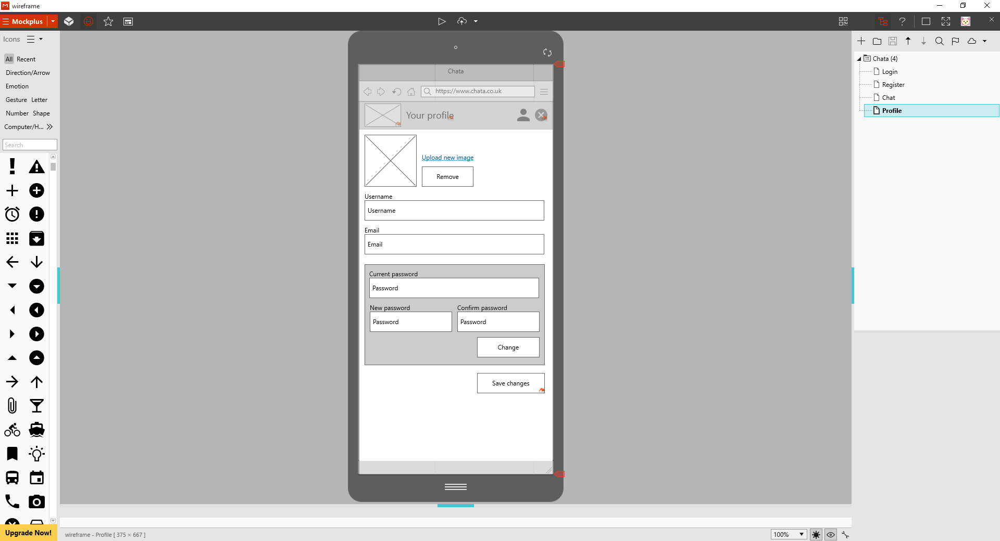 wireframe
Mockplus
Icons
All Recent
Direction/Arrow
Emotion
Gesture Letter
Number Shape
Computer/H...
Search
Upgrade Now!
Chata
https://www.chata.co.uk
Your profile
Upload new image
Remove
Username
Username
Email
Email
Current password
Password
New password Confirm password
Password Password
Change
Save changes
wireframe - Profile [ 375 × 667 ]
100%
Chata (4)
Login
Register
Chat
Profile